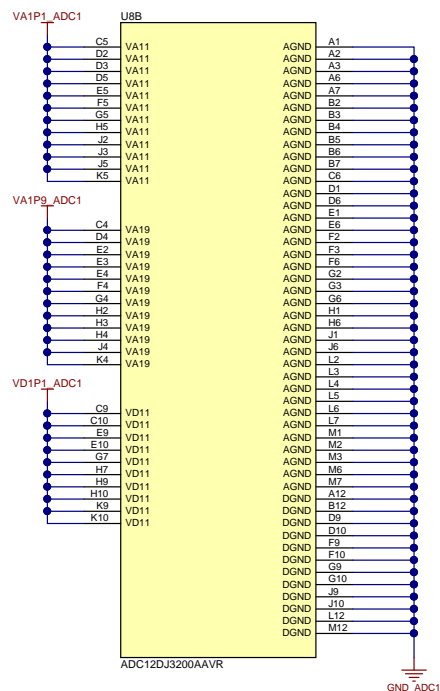 VA1P1_ADC1 U8B
C5 VA11 AGND A1
D2 VA11 AGND A2
D3 VA11 AGND A3
D5 VA11 AGND A6
E5 VA11 AGND A7
F5 VA11 AGND B2
G5 VA11 AGND B3
H5 VA11 AGND B4
J2 VA11 AGND B5
J3 VA11 AGND B6
J5 VA11 AGND B7
K5 VA11 AGND C6
AGND D1
VA1P9_ADC1
AGND D6
AGND E1
C4 VA19 AGND E6
D4 VA19 AGND F2
E2 VA19 AGND F3
E3 VA19 AGND F6
E4 VA19 AGND G2
F4 VA19 AGND G3
G4 VA19 AGND G6
H2 VA19 AGND H1
H3 VA19 AGND H6
H4 VA19 AGND J1
J4 VA19 AGND J6
K4 VA19 AGND L2
AGND L3
VD1P1_ADC1
AGND L4
AGND L5
C9 VD11 AGND L6
C10 VD11 AGND L7
E9 VD11 AGND M1
E10 VD11 AGND M2
G7 VD11 AGND M3
H7 VD11 AGND M6
H9 VD11 AGND M7
H10 VD11 DGND A12
K9 VD11 DGND B12
K10 VD11 DGND D9
DGND D10
DGND F9
DGND F10
DGND G9
DGND G10
DGND J9
DGND J10
DGND L12
DGND M12
ADC12DJ3200AAVR
GND_ADC1